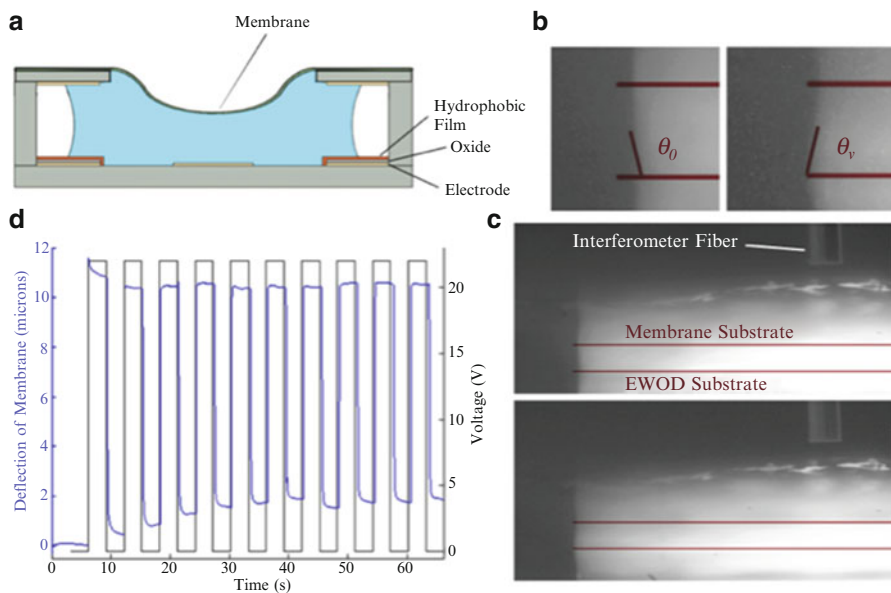 a
Membrane
Hydrophobic
Film
Oxide
Electrode
b
θ0
θv
c
Interferometer Fiber
Membrane Substrate
EWOD Substrate
d
Deflection of Membrane (microns)
12
10
8
6
4
2
0
0
10
20
30
40
50
60
Time (s)
20
15
10
5
0
Voltage (V)